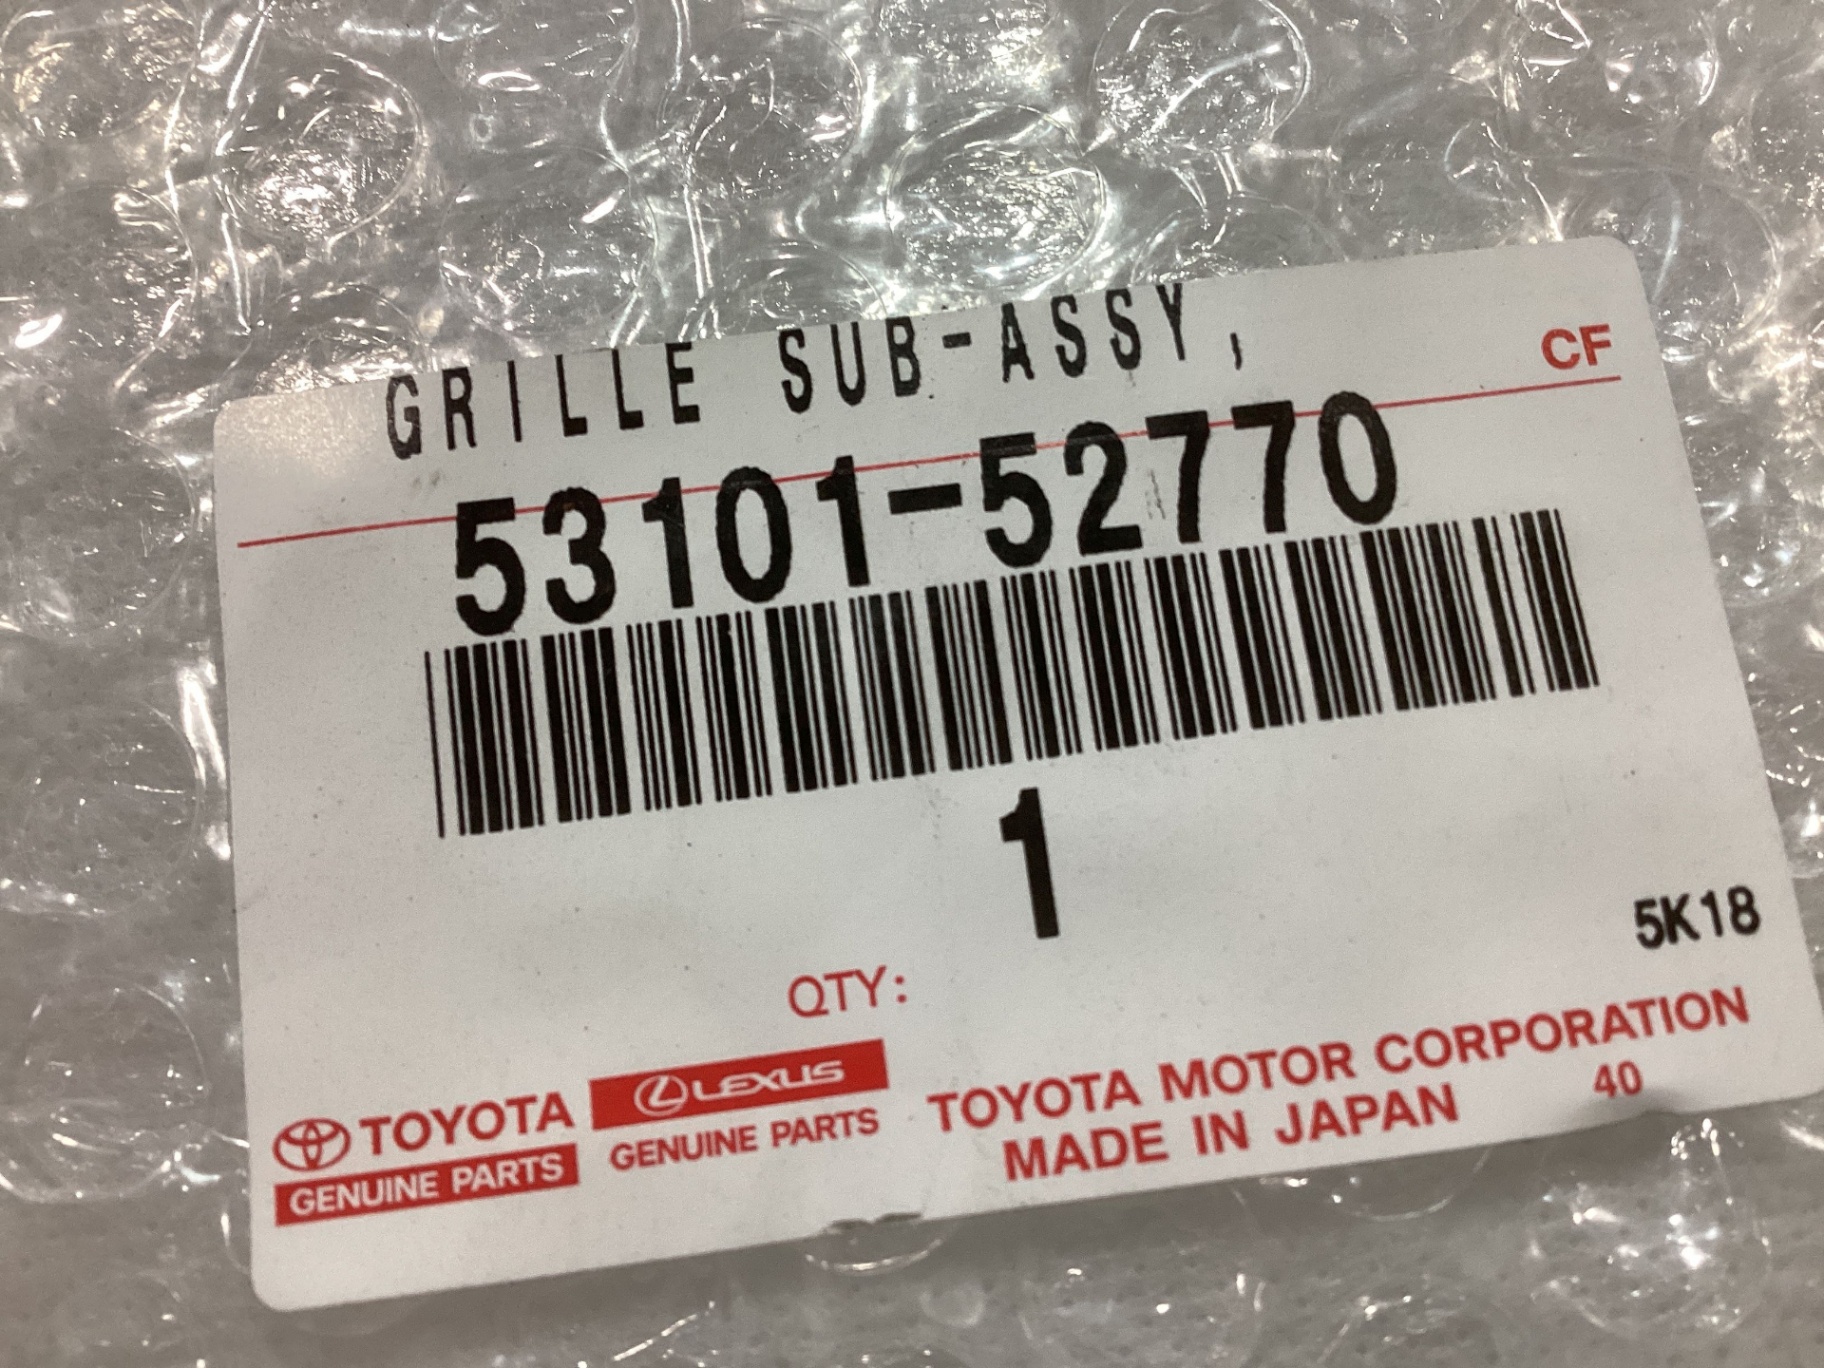 GRILLE SUB-ASSY,
CF
53101-52770
1
5K18
QTY:
TOYOTA
GENUINE PARTS
LEXUS
GENUINE PARTS
TOYOTA MOTOR CORPORATION
MADE IN JAPAN 40